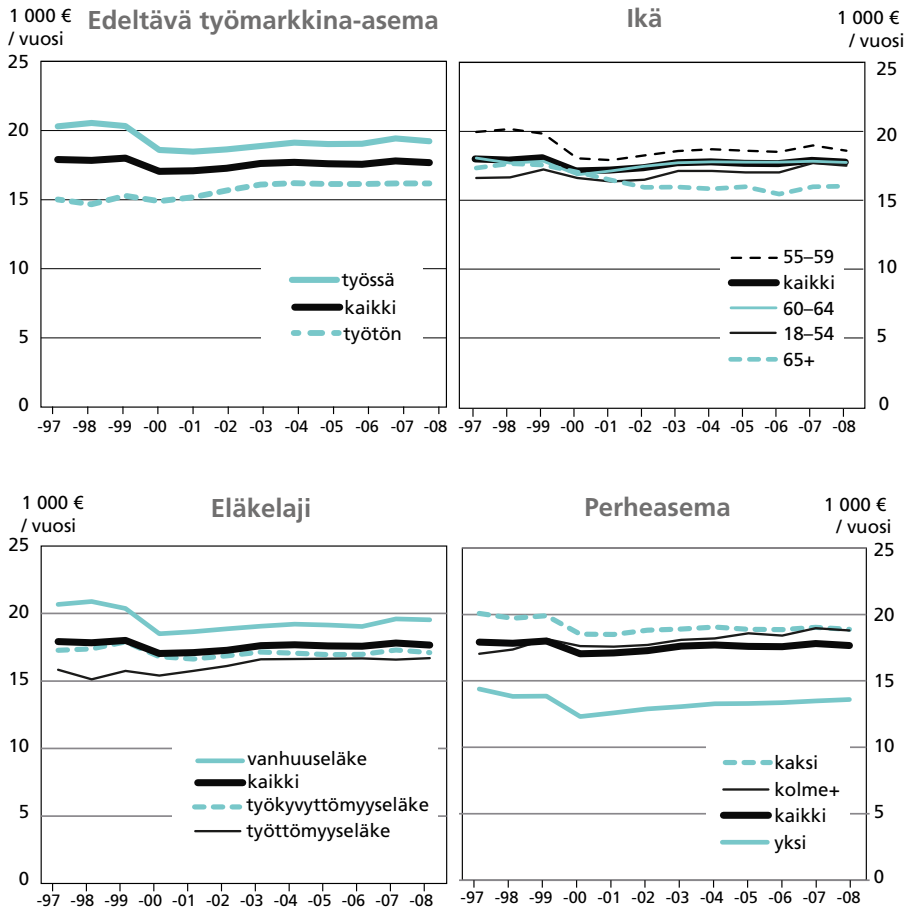 1 000 €
/ vuosi
Edeltävä työmarkkina-asema
25
20
15
10
5
0
-97 -98 -99 -00 -01 -02 -03 -04 -05 -06 -07 -08
työssä
kaikki
työtön
Ikä
1 000 €
/ vuosi
25
20
15
10
5
0
-97 -98 -99 -00 -01 -02 -03 -04 -05 -06 -07 -08
55–59
kaikki
60–64
18–54
65+
1 000 €
/ vuosi
Eläkelaji
25
20
15
10
5
0
-97 -98 -99 -00 -01 -02 -03 -04 -05 -06 -07 -08
vanhuuseläke
kaikki
työkyvyttömyyseläke
työttömyyseläke
Perheasema
1 000 €
/ vuosi
25
20
15
10
5
0
-97 -98 -99 -00 -01 -02 -03 -04 -05 -06 -07 -08
kaksi
kolme+
kaikki
yksi